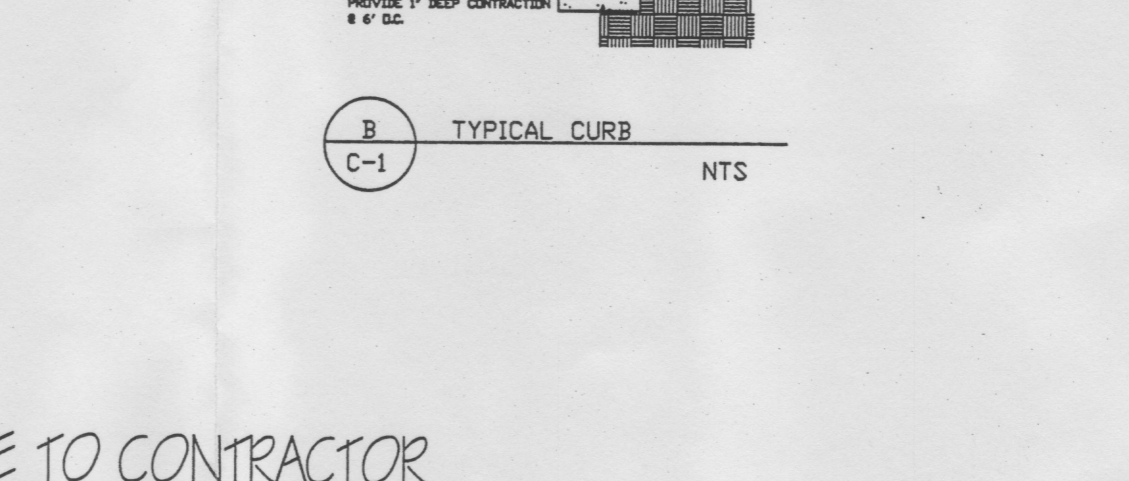 PROVIDE 1' DEEP CONTRACTION
@ 6' O.C.
B
TYPICAL CURB
C-1
NTS
TO CONTRACTOR